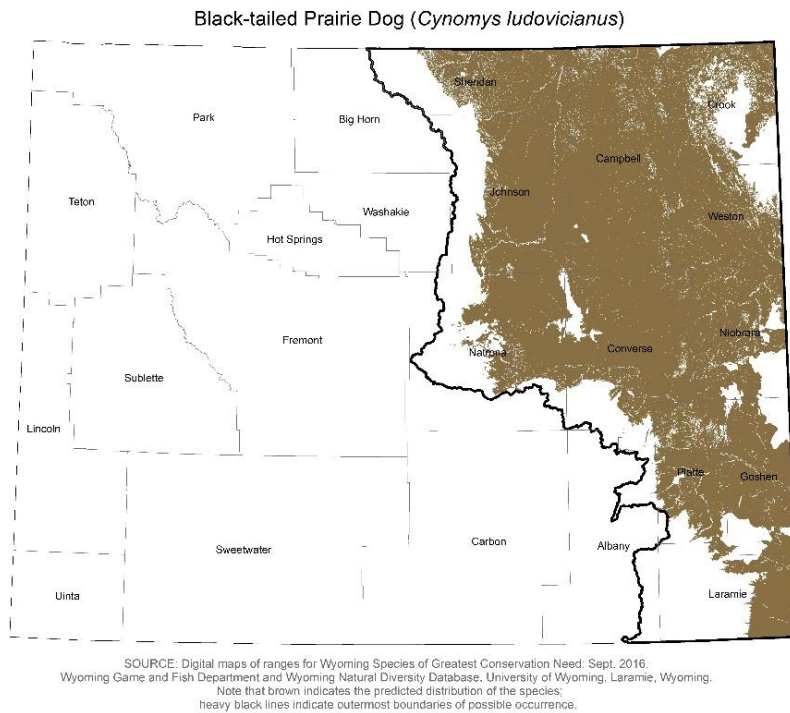 Black-tailed Prairie Dog (Cynomys ludovicianus)
Sheridan
Crook
Park
Big Horn
Campbell
Johnson
Teton
Washakie
Weston
Hot Springs
Fremont
Niobrara
Natrona
Converse
Sublette
Lincoln
Platte
Goshen
Carbon
Albany
Sweetwater
Laramie
Uinta
SOURCE: Digital maps of ranges for Wyoming Species of Greatest Conservation Need: Sept. 2016.
Wyoming Game and Fish Department and Wyoming Natural Diversity Database, University of Wyoming, Laramie, Wyoming.
Note that brown indicates the predicted distribution of the species;
heavy black lines indicate outermost boundaries of possible occurrence.